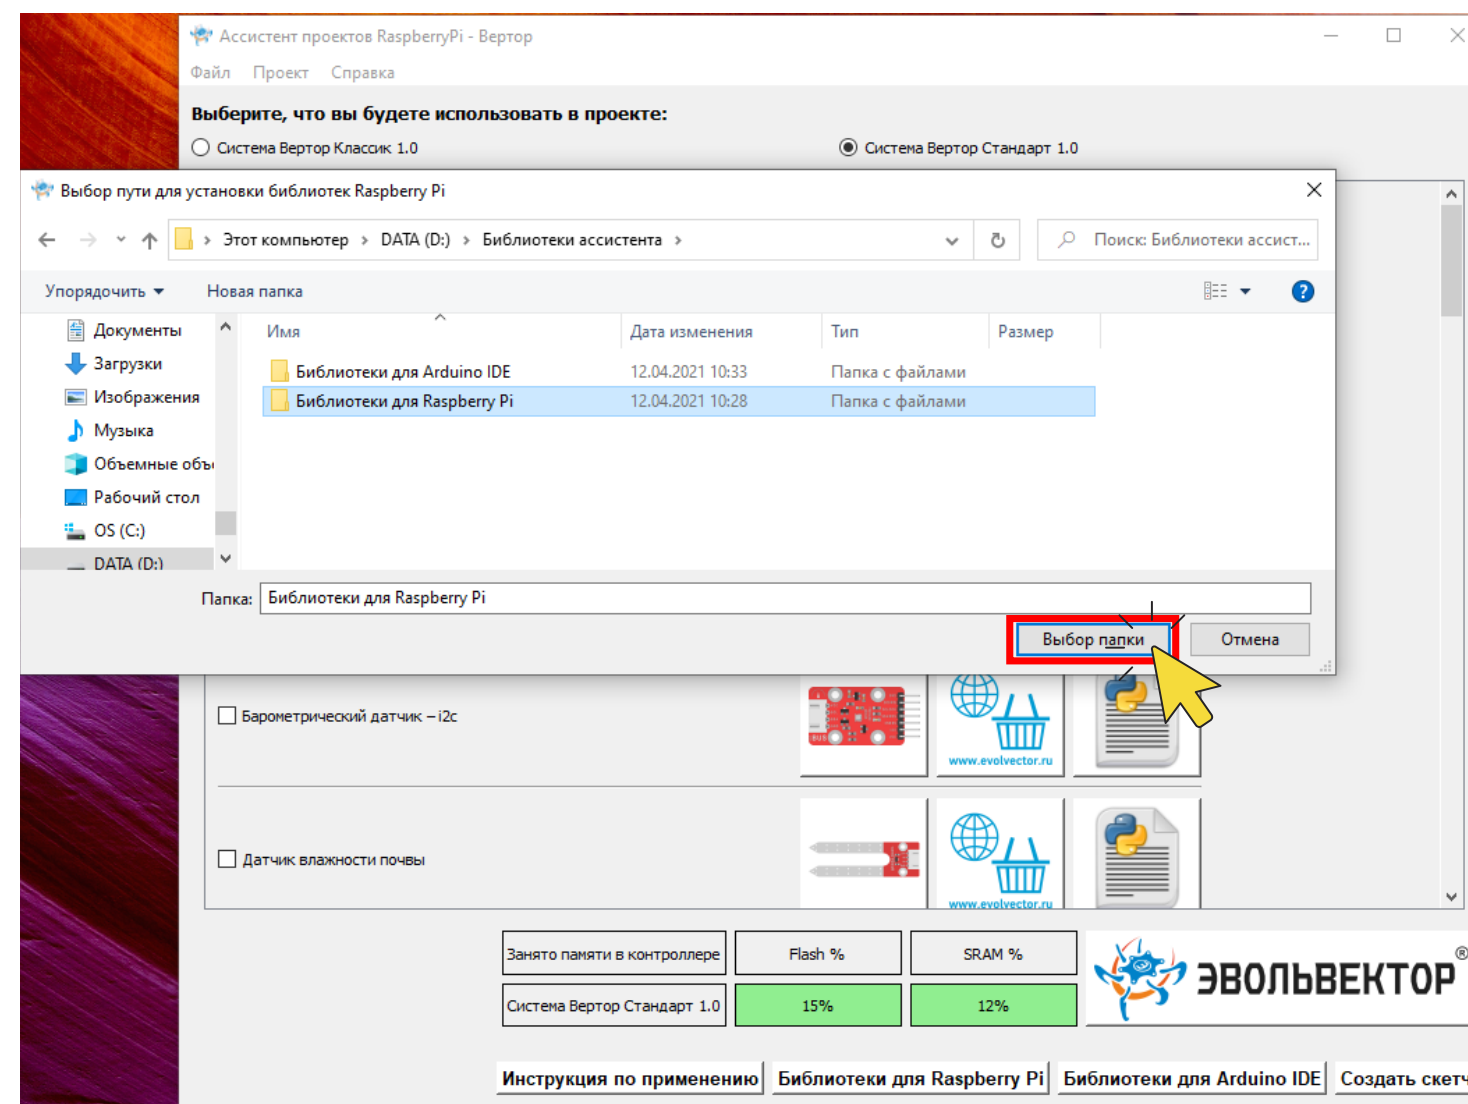 Ассистент проектов RaspberryPi - Вертор
Файл Проект Справка
Выберите, что вы будете использовать в проекте:
Система Вертор Классик 1.0
Система Вертор Стандарт 1.0
Выбор пути для установки библиотек Raspberry Pi
Этот компьютер > DATA (D:) > Библиотеки ассистента >
Поиск: Библиотеки ассист...
Упорядочить Новая папка
Документы
Загрузки
Изображения
Музыка
Объемные объ
Рабочий стол
OS (C:)
DATA (D:)
Имя Дата изменения Тип Размер
Библиотеки для Arduino IDE 12.04.2021 10:33 Папка с файлами
Библиотеки для Raspberry Pi 12.04.2021 10:28 Папка с файлами
Папка: Библиотеки для Raspberry Pi
Выбор папки Отмена
Барометрический датчик – i2c
www.evolvector.ru
Датчик влажности почвы
www.evolvector.ru
Занято памяти в контроллере Flash % SRAM %
Система Вертор Стандарт 1.0 15% 12%
ЭВОЛЬВЕКТОР®
Инструкция по применению Библиотеки для Raspberry Pi Библиотеки для Arduino IDE Создать скетч